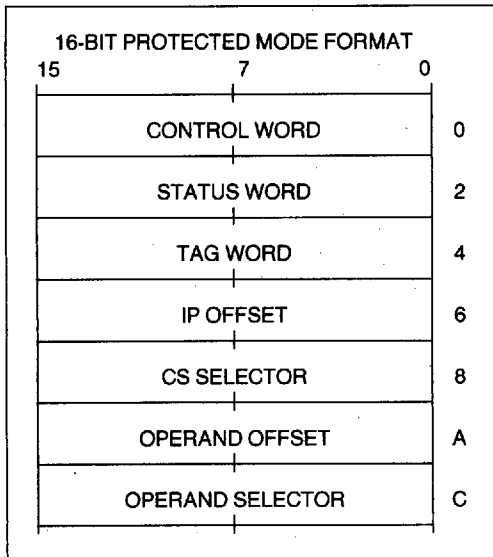 16-BIT PROTECTED MODE FORMAT
15 7 0
CONTROL WORD 0
STATUS WORD 2
TAG WORD 4
IP OFFSET 6
CS SELECTOR 8
OPERAND OFFSET A
OPERAND SELECTOR C